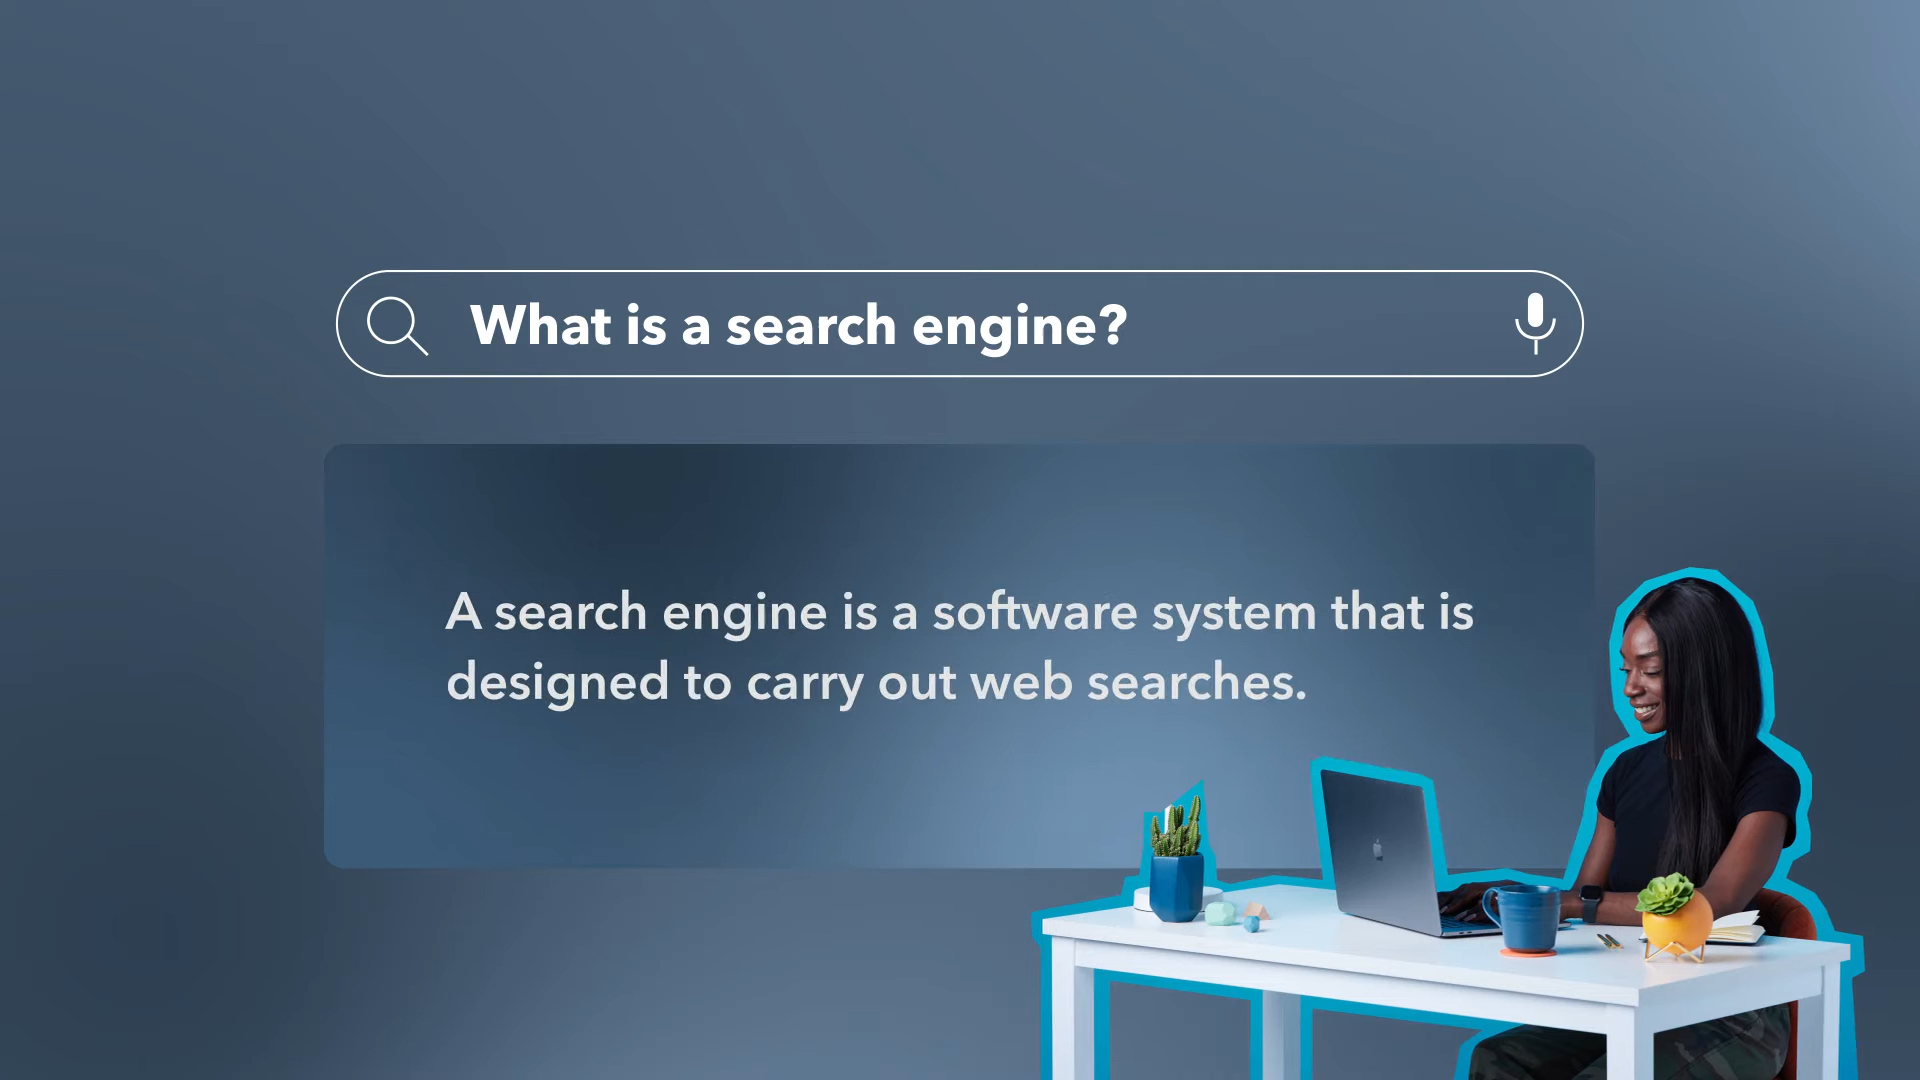 What is a search engine?
A search engine is a software system that is
designed to carry out web searches.